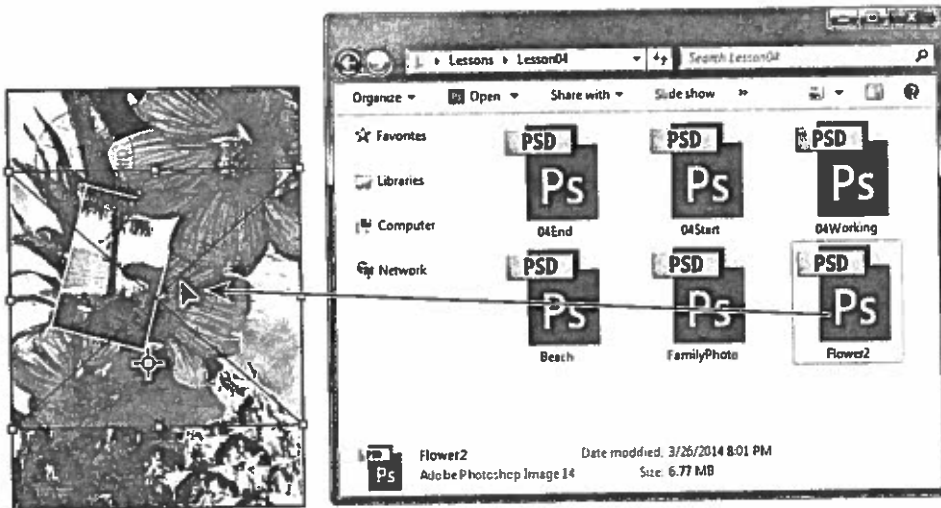 Lessons Lesson04
Search Lesson04
Organize Ps Open Share with Slide show »
Favorites
Libraries
Computer
Network
PSD
Ps
04End
PSD
Ps
04Start
PSD
Ps
04Working
PSD
Ps
Beach
PSD
Ps
FamilyPhoto
PSD
Ps
Flower2
Ps
Flower2
Date modified: 3/26/2014 8:01 PM
Adobe Photoshop Image 14
Size: 6.77 MB